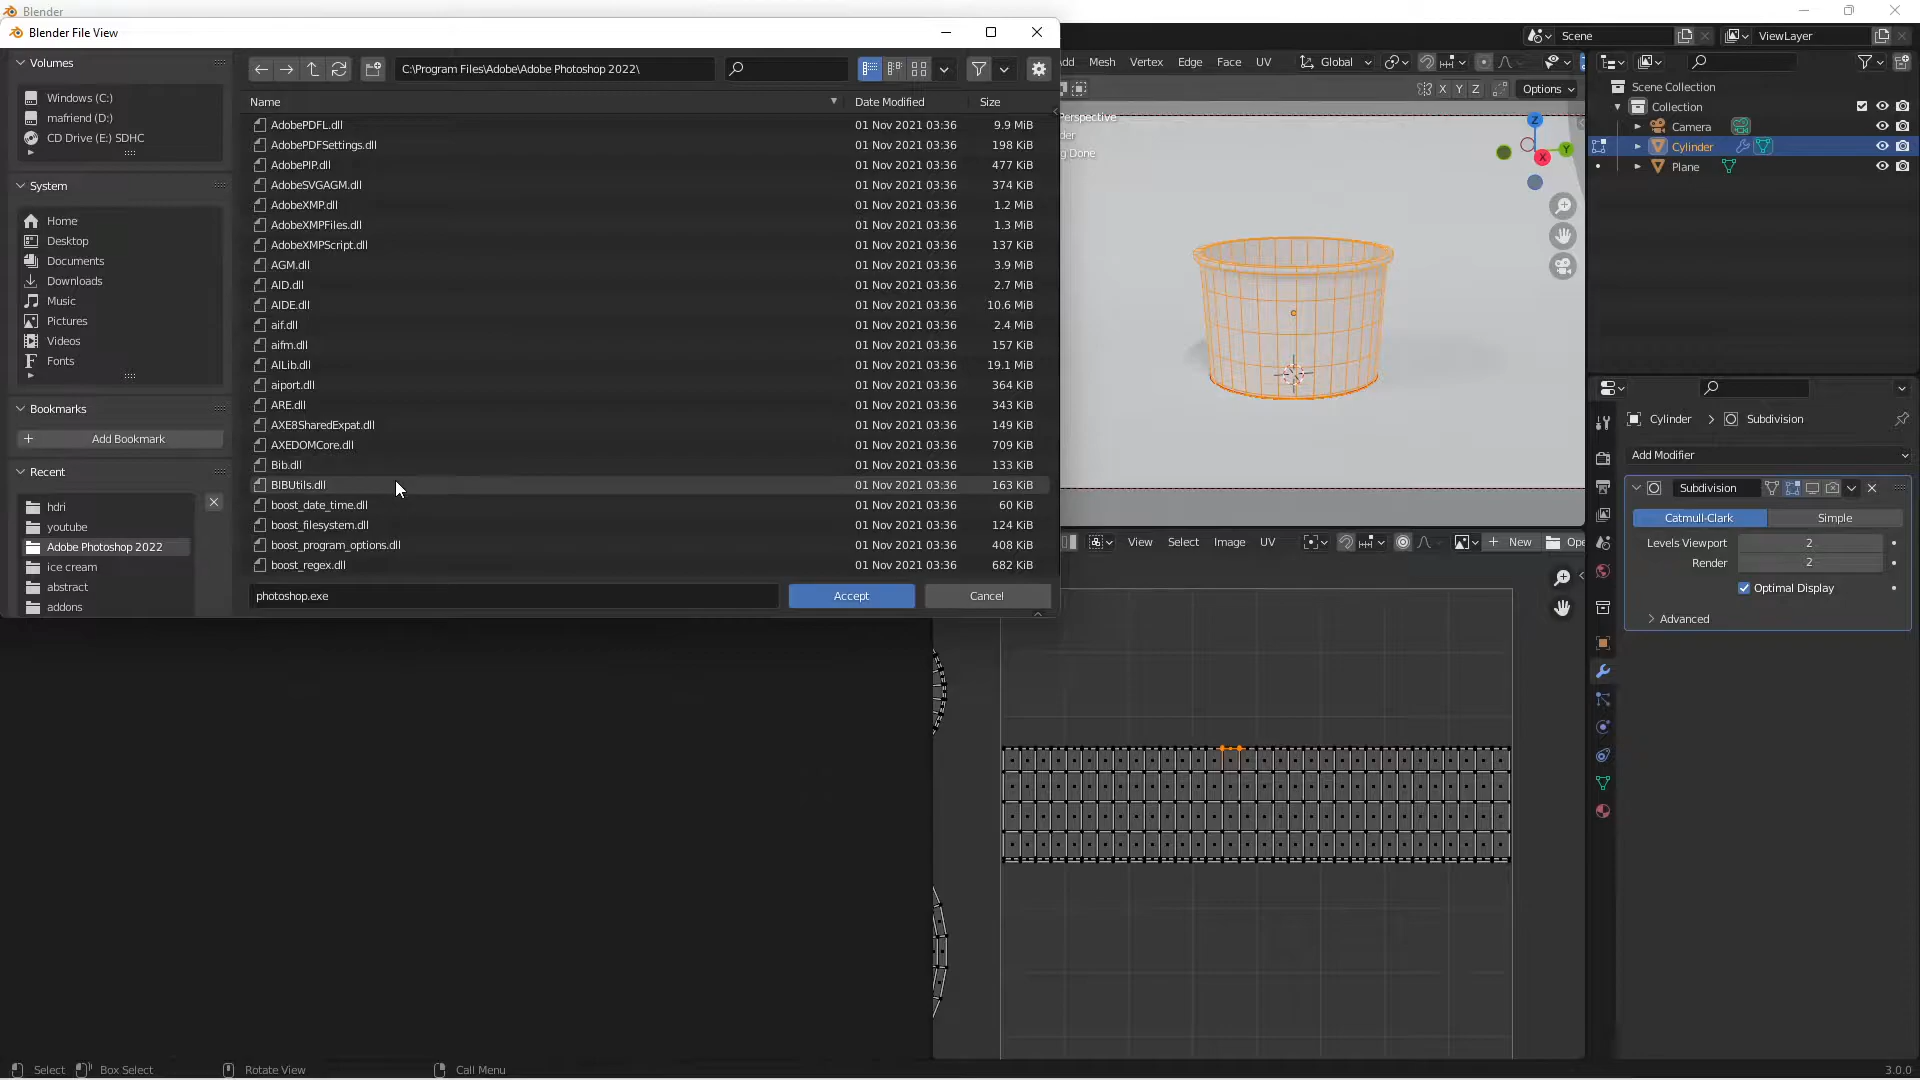 Blender
Blender File View
Volumes
Windows (C:)
mafriend (D:)
CD Drive (E:) SDHC
System
Home
Desktop
Documents
Downloads
Music
Pictures
Videos
Fonts
Bookmarks
Add Bookmark
Recent
hdri
youtube
Adobe Photoshop 2022
ice cream
abstract
addons
C:\Program Files\Adobe\Adobe Photoshop 2022\
Name Date Modified Size
AdobePDFL.dll 01 Nov 2021 03:36 9.9 MiB
AdobePDFSettings.dll 01 Nov 2021 03:36 198 KiB
AdobePIP.dll 01 Nov 2021 03:36 477 KiB
AdobeSVGAGM.dll 01 Nov 2021 03:36 374 KiB
AdobeXMP.dll 01 Nov 2021 03:36 1.2 MiB
AdobeXMPFiles.dll 01 Nov 2021 03:36 1.3 MiB
AdobeXMPScript.dll 01 Nov 2021 03:36 137 KiB
AGM.dll 01 Nov 2021 03:36 3.9 MiB
AID.dll 01 Nov 2021 03:36 2.7 MiB
AIDE.dll 01 Nov 2021 03:36 10.6 MiB
aif.dll 01 Nov 2021 03:36 2.4 MiB
aifm.dll 01 Nov 2021 03:36 157 KiB
AILib.dll 01 Nov 2021 03:36 19.1 MiB
aiport.dll 01 Nov 2021 03:36 364 KiB
ARE.dll 01 Nov 2021 03:36 343 KiB
AXE8SharedExpat.dll 01 Nov 2021 03:36 149 KiB
AXEDOMCore.dll 01 Nov 2021 03:36 709 KiB
Bib.dll 01 Nov 2021 03:36 133 KiB
BIBUtils.dll 01 Nov 2021 03:36 163 KiB
boost_date_time.dll 01 Nov 2021 03:36 60 KiB
boost_filesystem.dll 01 Nov 2021 03:36 124 KiB
boost_program_options.dll 01 Nov 2021 03:36 408 KiB
boost_regex.dll 01 Nov 2021 03:36 682 KiB
photoshop.exe Accept Cancel
dd Mesh Vertex Edge Face UV Global
X Y Z Options
erspective
der
g Done
Z
Y
X
View Select Image UV New Ope
Scene ViewLayer
Scene Collection
Collection
Camera
Cylinder
Plane
Cylinder Subdivision
Add Modifier
Subdivision
Catmull-Clark Simple
Levels Viewport 2
Render 2
Optimal Display
Advanced
Select Box Select Rotate View Call Menu 3.0.0